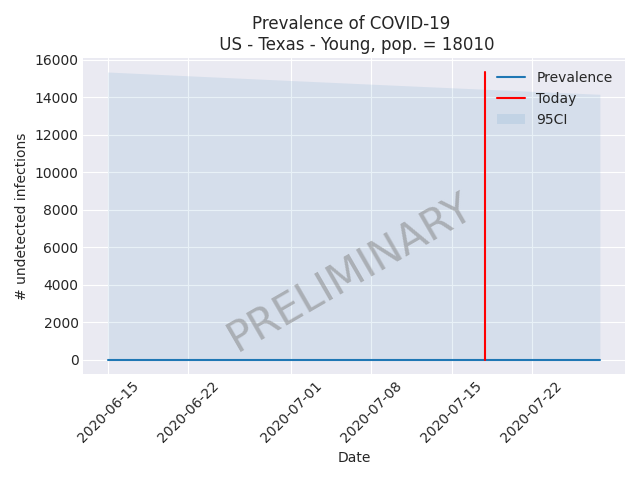 Prevalence of COVID-19
US - Texas - Young, pop. = 18010
16000
14000
12000
10000
8000
6000
4000
2000
0
# undetected infections
Prevalence
Today
95CI
PRELIMINARY
2020-06-15
2020-06-22
2020-07-01
2020-07-08
2020-07-15
2020-07-22
Date